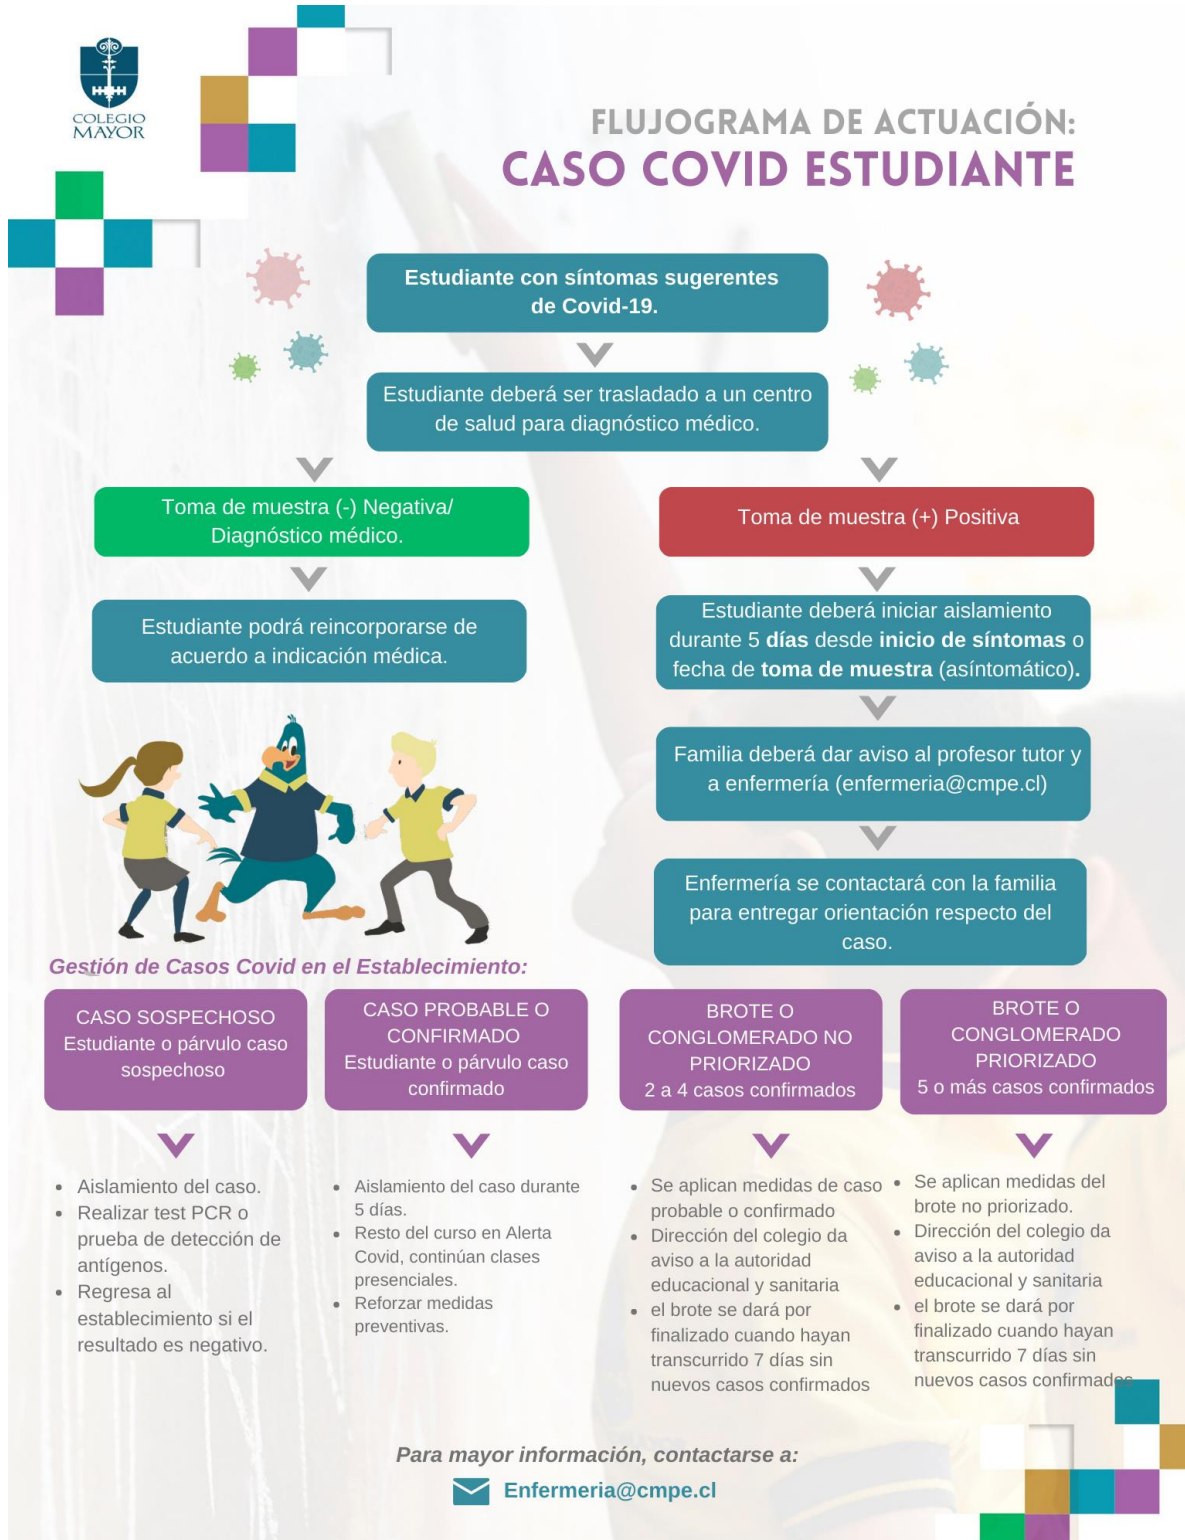 COLEGIO
MAYOR
FLUJOGRAMA DE ACTUACIÓN:
CASO COVID ESTUDIANTE
Estudiante con síntomas sugerentes
de Covid-19.
Estudiante deberá ser trasladado a un centro
de salud para diagnóstico médico.
Toma de muestra (-) Negativa/
Diagnóstico médico.
Estudiante podrá reincorporarse de
acuerdo a indicación médica.
Toma de muestra (+) Positiva
Estudiante deberá iniciar aislamiento
durante 5 días desde inicio de síntomas o
fecha de toma de muestra (asíntomático).
Familia deberá dar aviso al profesor tutor y
a enfermería (enfermeria@cmpe.cl)
Enfermería se contactará con la familia
para entregar orientación respecto del
caso.
Gestión de Casos Covid en el Establecimiento:
CASO SOSPECHOSO
Estudiante o párvulo caso
sospechoso
• Aislamiento del caso.
• Realizar test PCR o
prueba de detección de
antígenos.
• Regresa al
establecimiento si el
resultado es negativo.
CASO PROBABLE O
CONFIRMADO
Estudiante o párvulo caso
confirmado
• Aislamiento del caso durante
5 días.
• Resto del curso en Alerta
Covid, continúan clases
presenciales.
• Reforzar medidas
preventivas.
BROTE O
CONGLOMERADO NO
PRIORIZADO
2 a 4 casos confirmados
• Se aplican medidas de caso
probable o confirmado
• Dirección del colegio da
aviso a la autoridad
educacional y sanitaria
• el brote se dará por
finalizado cuando hayan
transcurrido 7 días sin
nuevos casos confirmados
BROTE O
CONGLOMERADO
PRIORIZADO
5 o más casos confirmados
• Se aplican medidas del
brote no priorizado.
• Dirección del colegio da
aviso a la autoridad
educacional y sanitaria
• el brote se dará por
finalizado cuando hayan
transcurrido 7 días sin
nuevos casos confirmados
Para mayor información, contactarse a:
Enfermeria@cmpe.cl